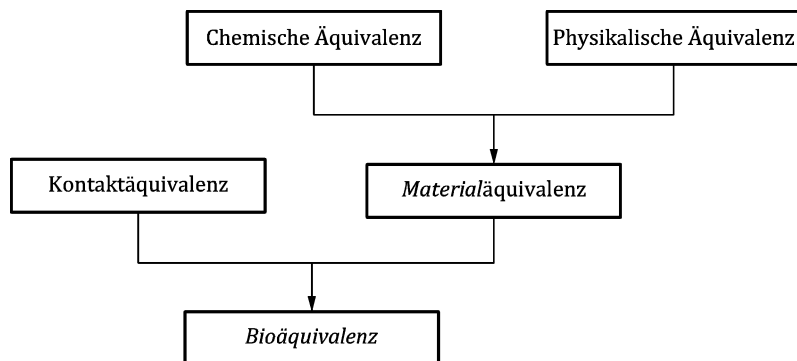 Chemische Äquivalenz
Physikalische Äquivalenz
Kontaktäquivalenz
Materialäquivalenz
Bioäquivalenz